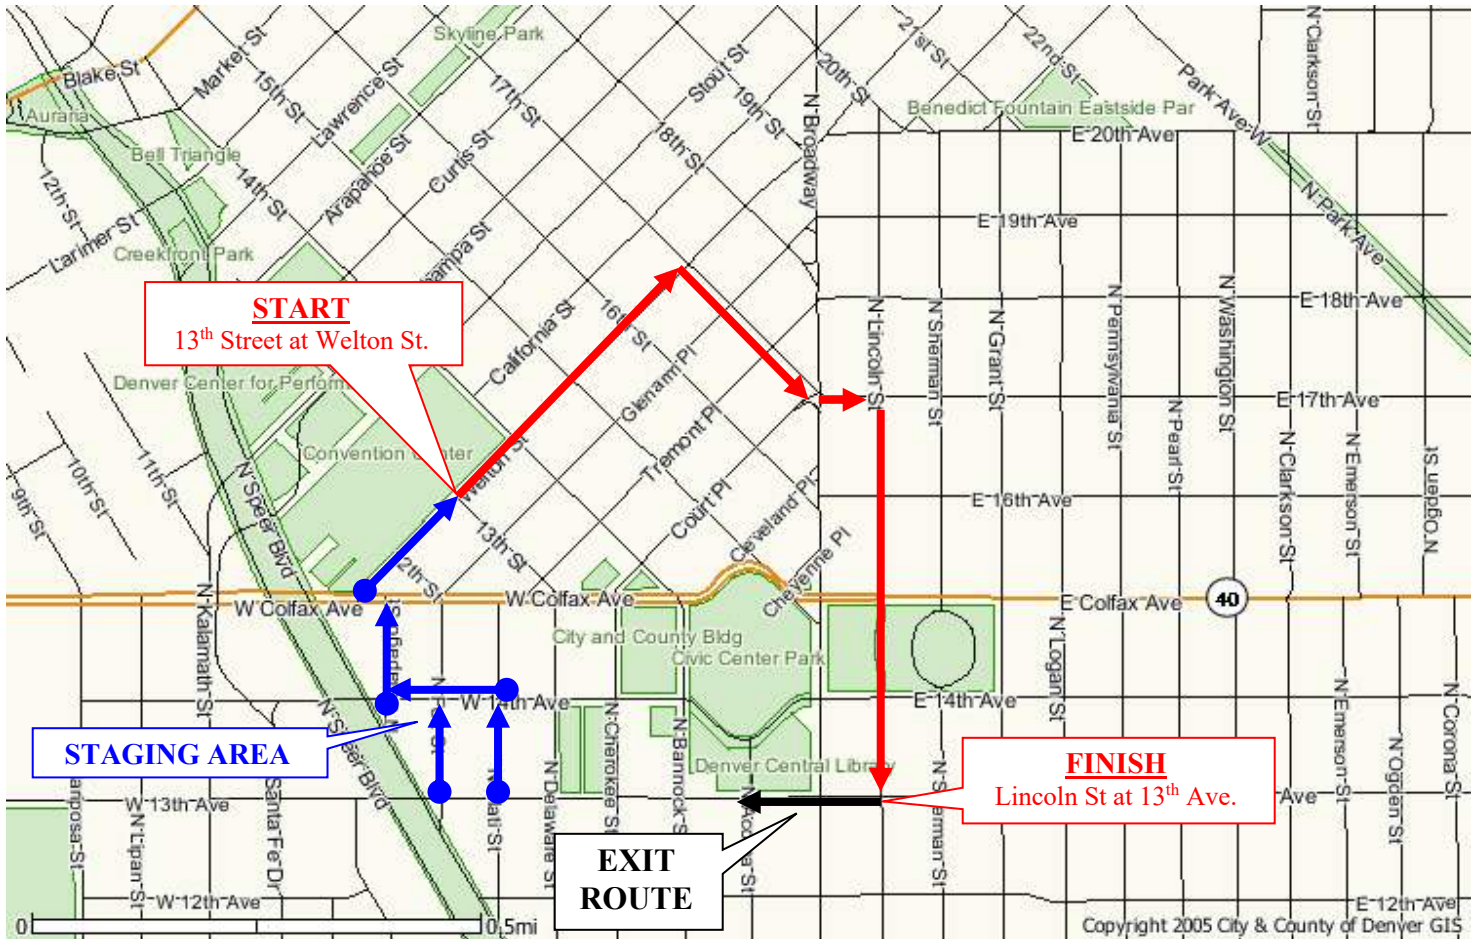 Skyline Park
Market St
Blake St
Auraria
15th St
Lawrence St
17th St
Stout St
19th St
20th St
21st St
22nd St
Park Ave W
N Clarkson St
Benedict Fountain Eastside Par
E 20th Ave
N Broadway
Bell Triangle
12th St
14th St
Arapahoe St
Curtis St
18th St
N Park Ave
E 19th Ave
Larimer St
Creekfront Park
START
13th Street at Welton St.
California St
16th St
Glenarm Pl
N Lincoln St
N Sherman St
N Grant St
N Pennsylvania St
N Washington St
E 18th Ave
Denver Center for Perform
Convention Center
Welton St
Tremont Pl
Court Pl
E 17th Ave
N Pearl St
N Clarkson St
N Emerson St
N Ogden St
9th St
10th St
11th St
N Speer Blvd
13th St
Cleveland Pl
Cheyenne Pl
E 16th Ave
N Kalamath St
W Colfax Ave
2th St
W Colfax Ave
E Colfax Ave
40
City and County Bldg
Civic Center Park
N Logan St
W 14th Ave
E 14th Ave
N Speer Blvd
STAGING AREA
N Cherokee St
N Bannock S
Denver Central Library
FINISH
Lincoln St at 13th Ave.
Ave
N Emerson St
N Corona St
N Ogden St
W 13th Ave
N Lipan St
Santa Fe Dr
ati St
N Delaware St
N Sherman St
EXIT
ROUTE
W 12th Ave
E 12th Ave
0
0.5mi
Copyright 2005 City & County of Denver GIS